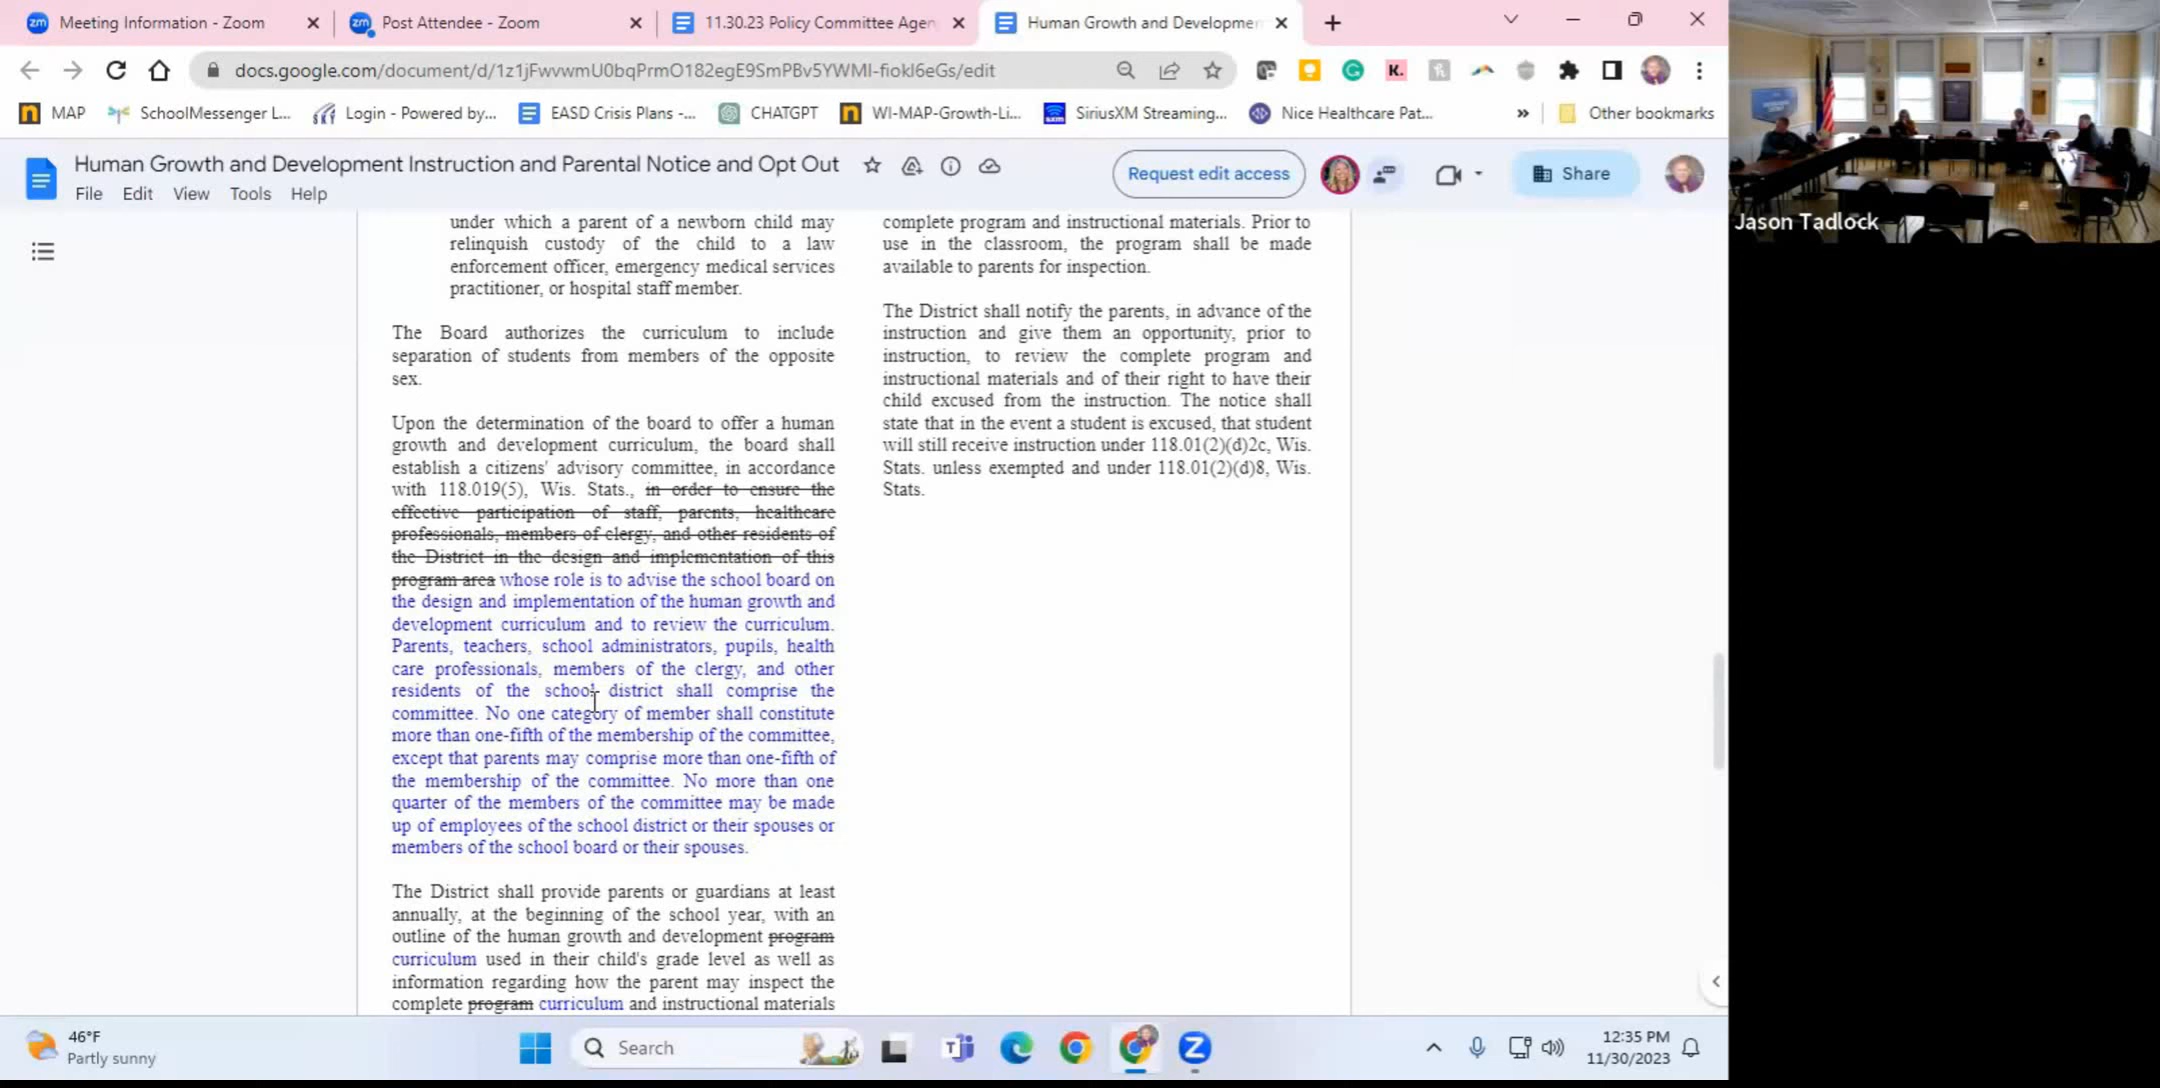 Meeting Information - Zoom
Post Attendee - Zoom
11.30.23 Policy Committee Agen
Human Growth and Developmen
docs.google.com/document/d/1z1jFwvwmU0bqPrmO182egE9SmPBv5YWMI-fiokI6eGs/edit
MAP
SchoolMessenger L...
Login - Powered by...
EASD Crisis Plans -...
CHATGPT
WI-MAP-Growth-Li...
SiriusXM Streaming...
Nice Healthcare Pat...
Other bookmarks
Human Growth and Development Instruction and Parental Notice and Opt Out
Request edit access
Share
File Edit View Tools Help
under which a parent of a newborn child may
relinquish custody of the child to a law
enforcement officer, emergency medical services
practitioner, or hospital staff member.
The Board authorizes the curriculum to include
separation of students from members of the opposite
sex.
Upon the determination of the board to offer a human
growth and development curriculum, the board shall
establish a citizens' advisory committee, in accordance
with 118.019(5), Wis. Stats., in order to ensure the
effective participation of staff, parents, healthcare
professionals, members of clergy, and other residents of
the District in the design and implementation of this
program area whose role is to advise the school board on
the design and implementation of the human growth and
development curriculum and to review the curriculum.
Parents, teachers, school administrators, pupils, health
care professionals, members of the clergy, and other
residents of the school district shall comprise the
committee. No one category of member shall constitute
more than one-fifth of the membership of the committee,
except that parents may comprise more than one-fifth of
the membership of the committee. No more than one
quarter of the members of the committee may be made
up of employees of the school district or their spouses or
members of the school board or their spouses.
The District shall provide parents or guardians at least
annually, at the beginning of the school year, with an
outline of the human growth and development program
curriculum used in their child's grade level as well as
information regarding how the parent may inspect the
complete program curriculum and instructional materials
complete program and instructional materials. Prior to
use in the classroom, the program shall be made
available to parents for inspection.
The District shall notify the parents, in advance of the
instruction and give them an opportunity, prior to
instruction, to review the complete program and
instructional materials and of their right to have their
child excused from the instruction. The notice shall
state that in the event a student is excused, that student
will still receive instruction under 118.01(2)(d)2c, Wis.
Stats. unless exempted and under 118.01(2)(d)8, Wis.
Stats.
Jason Tadlock
46°F
Partly sunny
Search
12:35 PM
11/30/2023